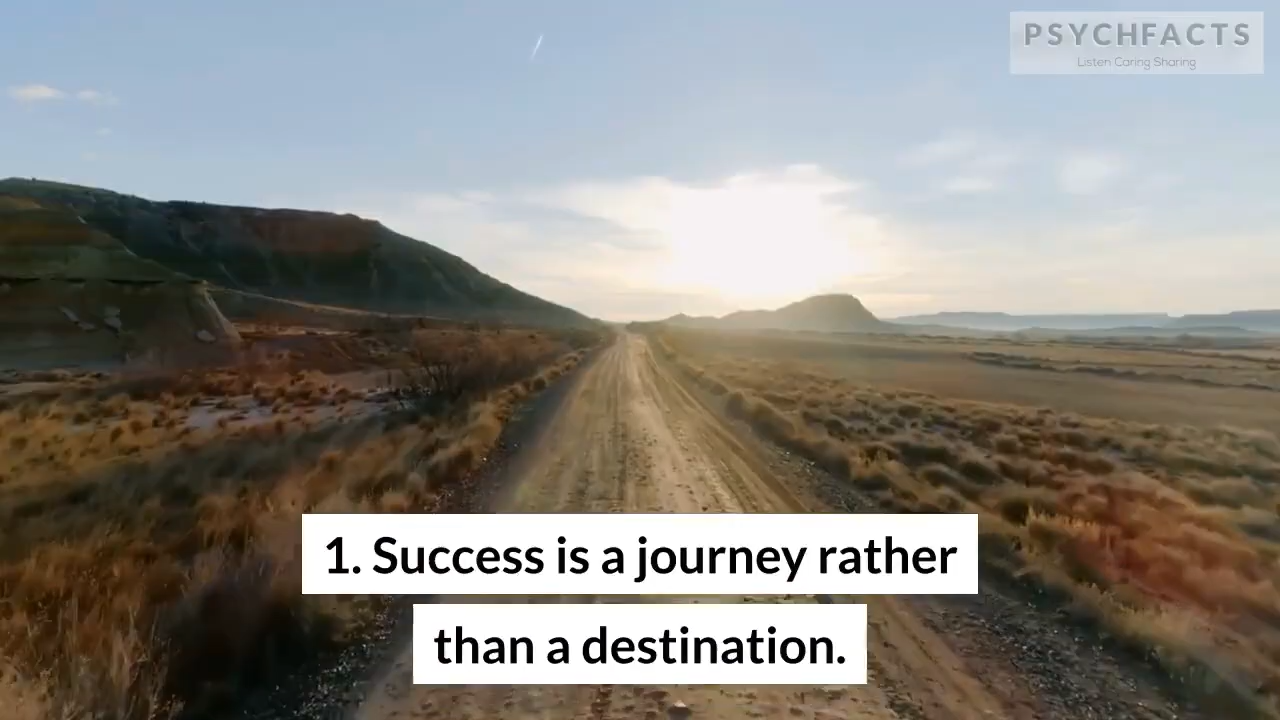 PSYCHFACTS
Listen Caring Sharing
1. Success is a journey rather
than a destination.